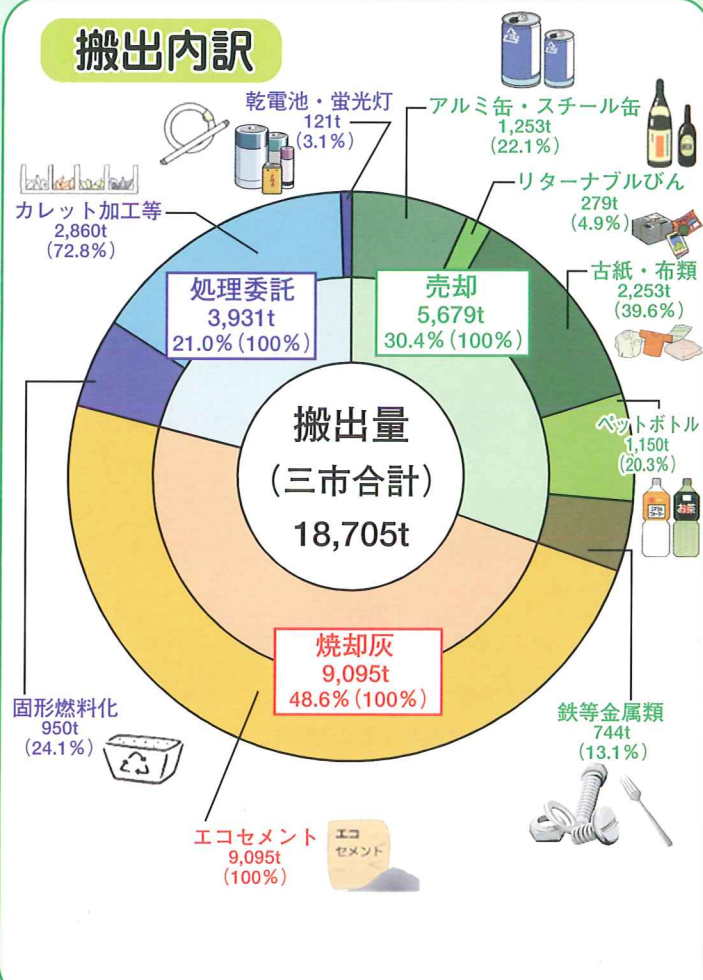 搬出内訳
乾電池・蛍光灯
121t
(3.1%)
アルミ缶・スチール缶
1,253t
(22.1%)
リターナブルびん
279t
(4.9%)
カレット加工等
2,860t
(72.8%)
古紙・布類
2,253t
(39.6%)
処理委託
3,931t
21.0%(100%)
売却
5,679t
30.4%(100%)
搬出量
(三市合計)
18,705t
ペットボトル
1,150t
(20.3%)
お茶
焼却灰
9,095t
48.6%(100%)
固形燃料化
950t
(24.1%)
鉄等金属類
744t
(13.1%)
エコセメント
9,095t
(100%)
エコ
セメント